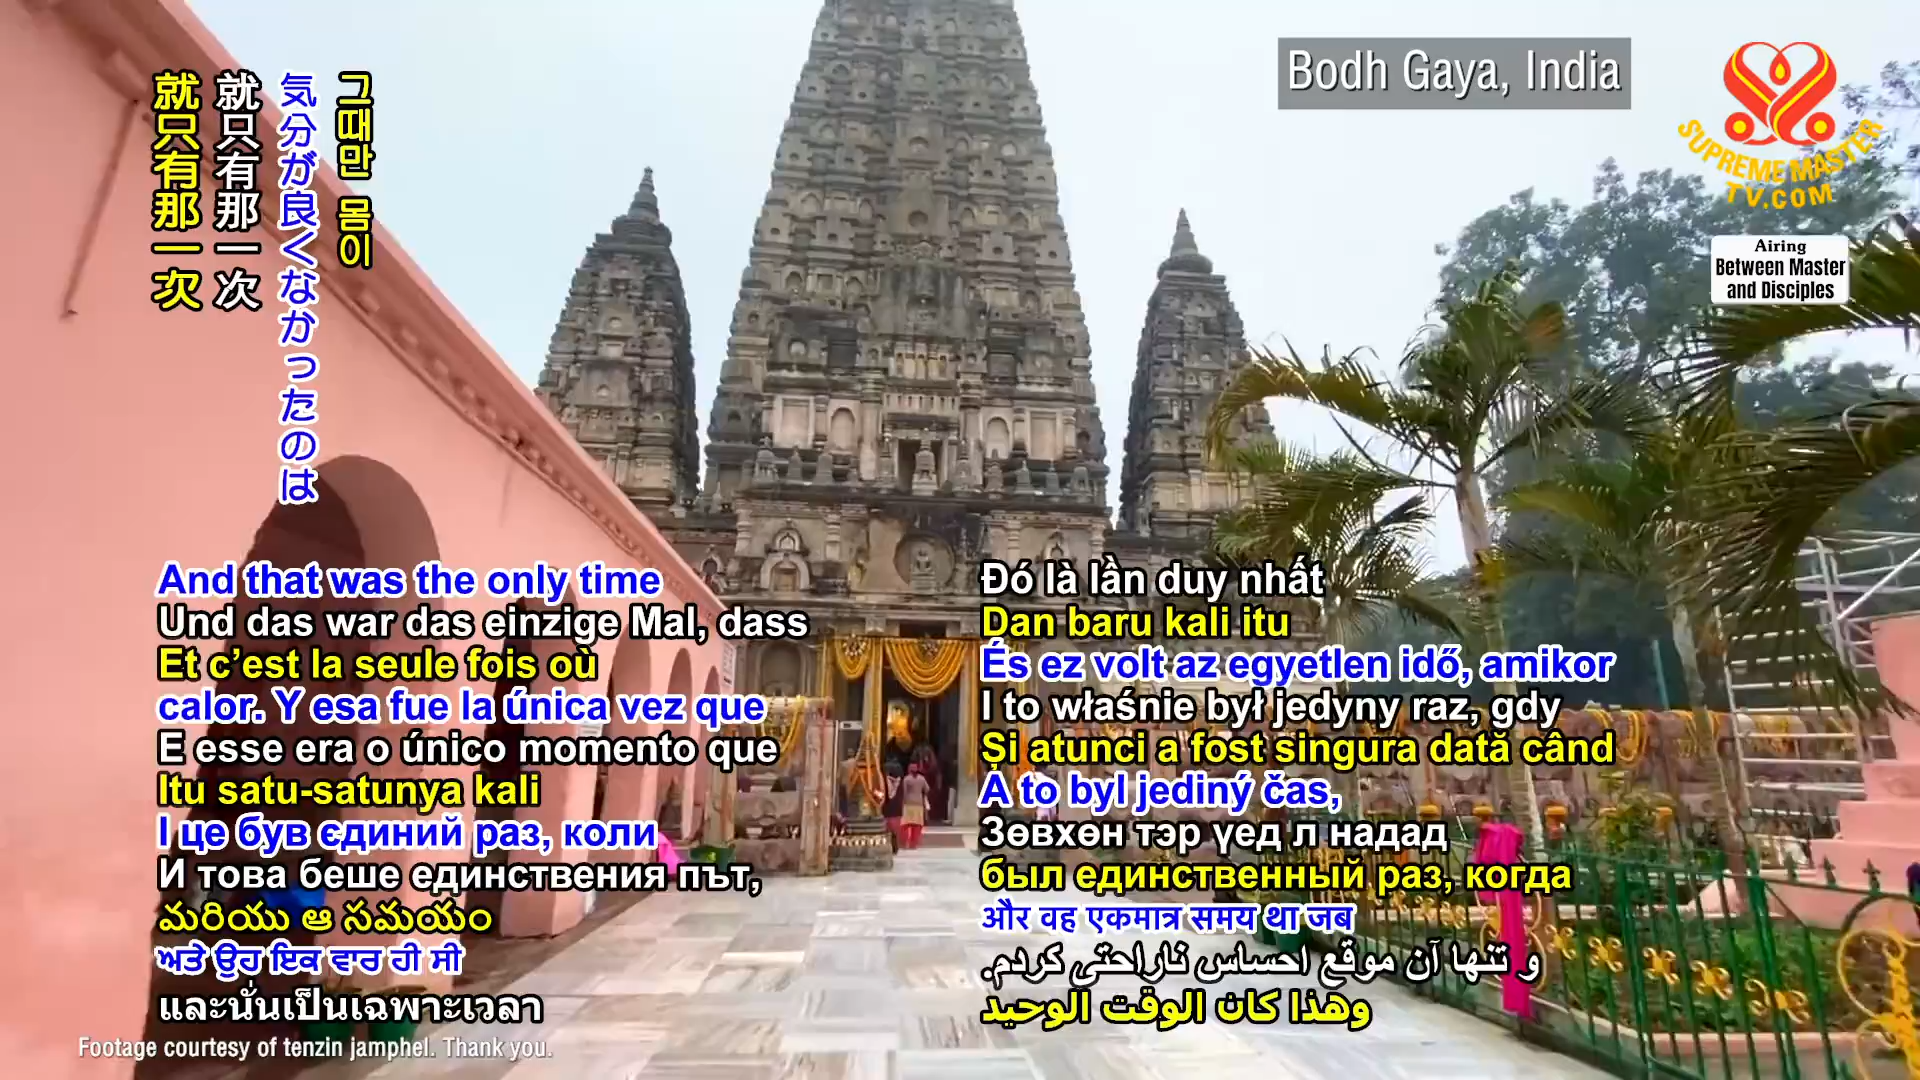 Bodh Gaya, India
SUPREME MASTER
TV.COM
Airing
Between Master
and Disciples
就只有那一次
就只有那一次
気分が良くなかったのは
그때만 몸이
And that was the only time
Und das war das einzige Mal, dass
Et c’est la seule fois où
calor. Y esa fue la única vez que
E esse era o único momento que
Itu satu-satunya kali
І це був єдиний раз, коли
И това беше единствения път,
మరియు ఆ సమయం
ਅਤੇ ਉਹ ਇਕ ਵਾਰ ਹੀ ਸੀ
และนั่นเป็นเฉพาะเวลา
Đó là lần duy nhất
Dan baru kali itu
És ez volt az egyetlen idő, amikor
I to właśnie był jedyny raz, gdy
Și atunci a fost singura dată când
A to byl jediný čas,
Зөвхөн тэр үед л надад
был единственный раз, когда
और वह एकमात्र समय था जब
و تنها آن موقع احساس ناراحتی کردم.
وهذا كان الوقت الوحيد
Footage courtesy of tenzin jamphel. Thank you.